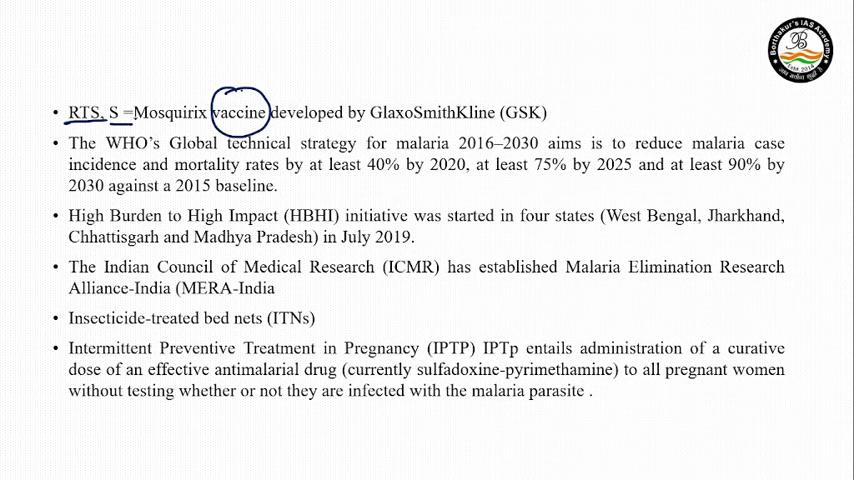 Borthakur's IAS Academy
B
Estd. 2014
• RTS, S =Mosquirix vaccine developed by GlaxoSmithKline (GSK)
• The WHO's Global technical strategy for malaria 2016–2030 aims is to reduce malaria case
incidence and mortality rates by at least 40% by 2020, at least 75% by 2025 and at least 90% by
2030 against a 2015 baseline.
• High Burden to High Impact (HBHI) initiative was started in four states (West Bengal, Jharkhand,
Chhattisgarh and Madhya Pradesh) in July 2019.
• The Indian Council of Medical Research (ICMR) has established Malaria Elimination Research
Alliance-India (MERA-India
• Insecticide-treated bed nets (ITNs)
• Intermittent Preventive Treatment in Pregnancy (IPTP) IPTp entails administration of a curative
dose of an effective antimalarial drug (currently sulfadoxine-pyrimethamine) to all pregnant women
without testing whether or not they are infected with the malaria parasite .